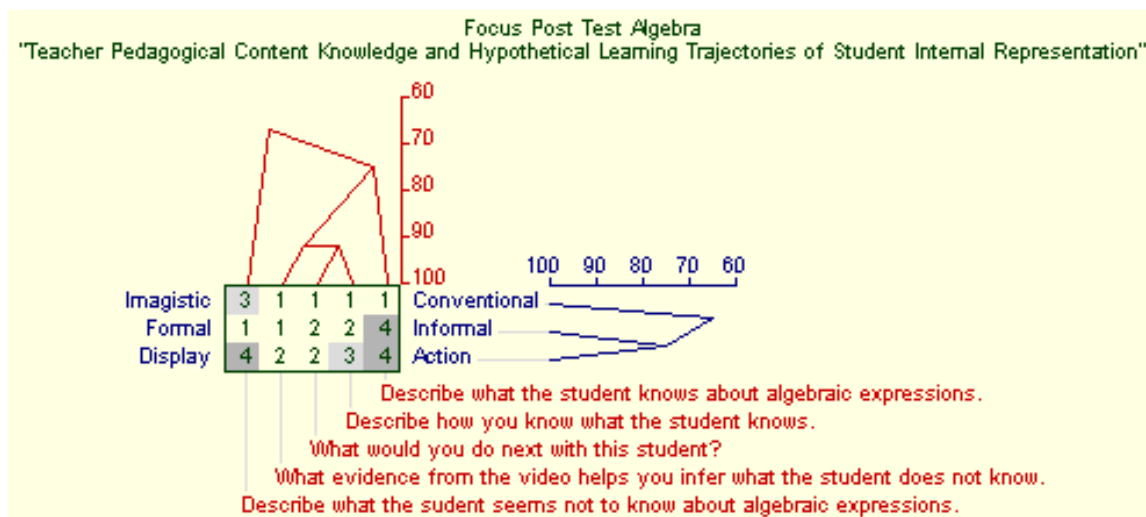 Focus Post Test Algebra
"Teacher Pedagogical Content Knowledge and Hypothetical Learning Trajectories of Student Internal Representation"
60
70
80
90
100
100 90 80 70 60
Imagistic 3 1 1 1 1 Conventional
Formal 1 1 2 2 4 Informal
Display 4 2 2 3 4 Action
Describe what the student knows about algebraic expressions.
Describe how you know what the student knows.
What would you do next with this student?
What evidence from the video helps you infer what the student does not know.
Describe what the sudent seems not to know about algebraic expressions.